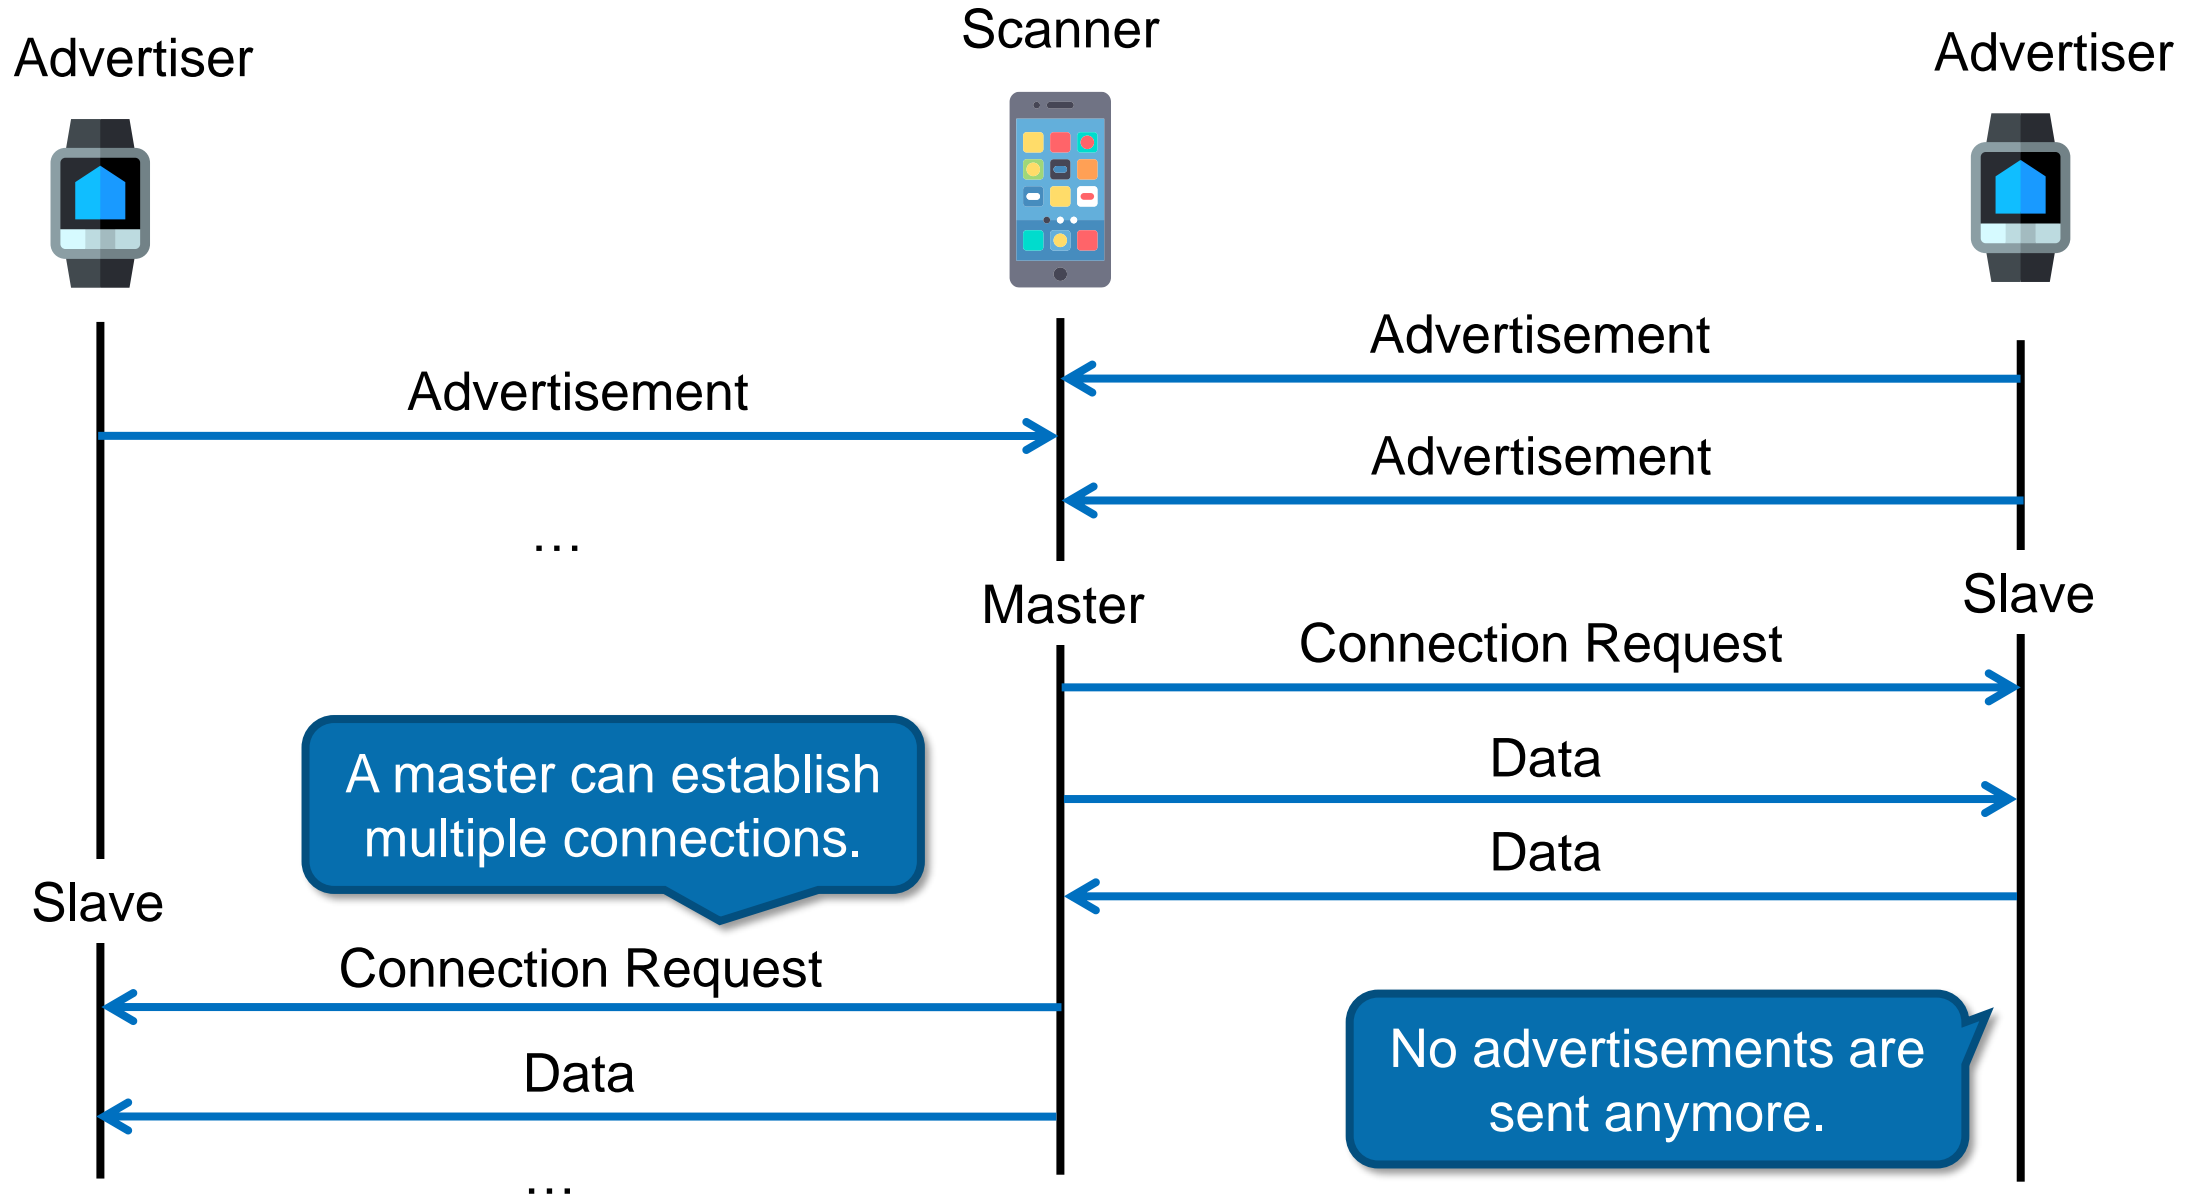 Scanner
Advertiser
Advertiser
Advertisement
Advertisement
Advertisement
…
Master
Slave
Connection Request
Data
A master can establish
multiple connections.
Data
Slave
Connection Request
No advertisements are
sent anymore.
Data
…